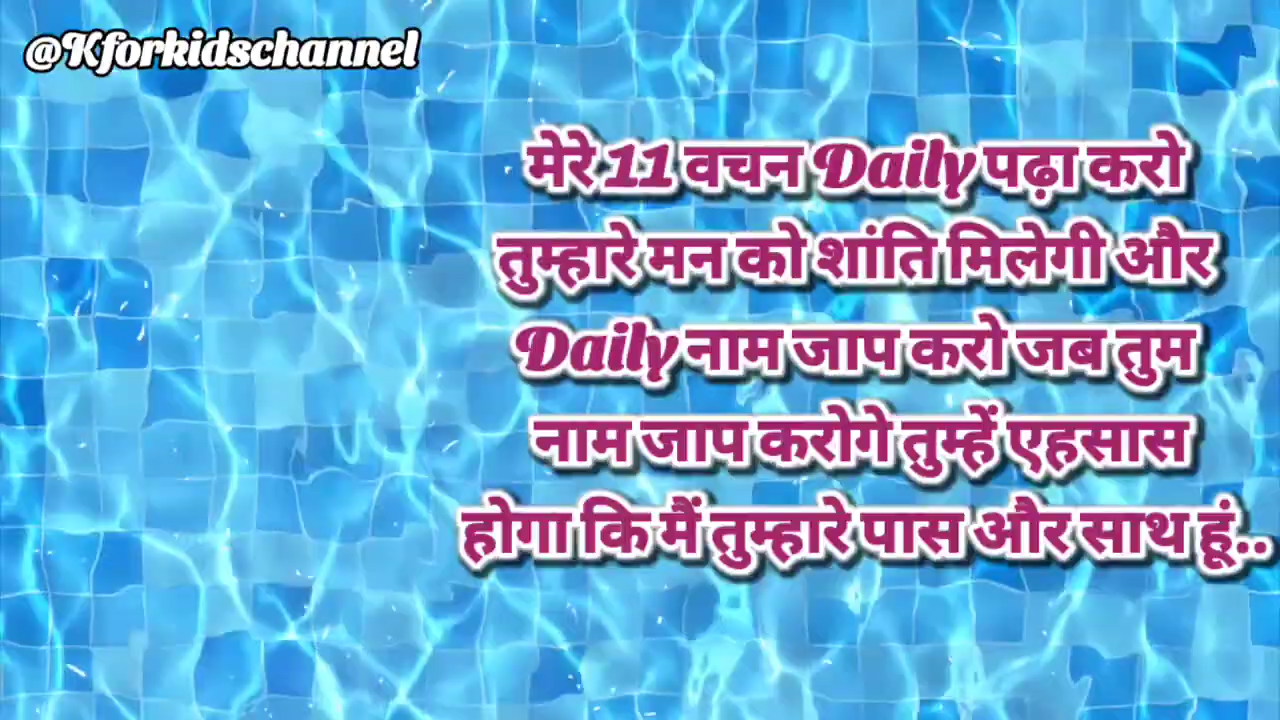 @Kforkidschannel
मेरे 11 वचन Daily पढ़ा करो
तुम्हारे मन को शांति मिलेगी और
Daily नाम जाप करो जब तुम
नाम जाप करोगे तुम्हें एहसास
होगा कि मैं तुम्हारे पास और साथ हूं..